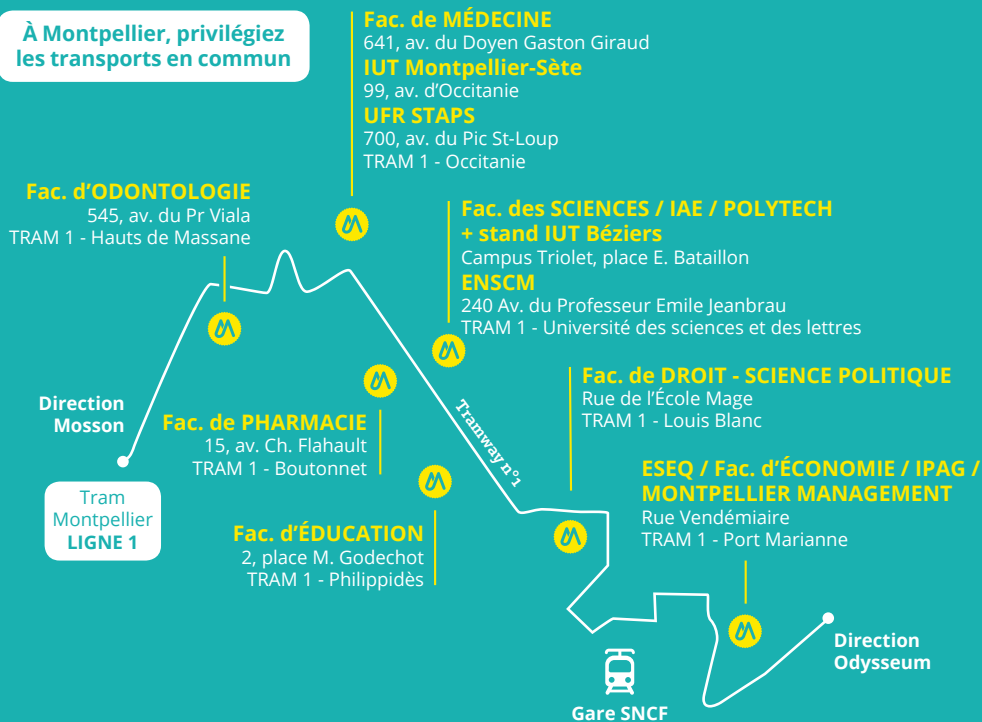 À Montpellier, privilégiez
les transports en commun
Fac. de MÉDECINE
641, av. du Doyen Gaston Giraud
IUT Montpellier-Sète
99, av. d'Occitanie
UFR STAPS
700, av. du Pic St-Loup
TRAM 1 - Occitanie
Fac. d'ODONTOLOGIE
545, av. du Pr Viala
TRAM 1 - Hauts de Massane
Fac. des SCIENCES / IAE / POLYTECH
+ stand IUT Béziers
Campus Triolet, place E. Bataillon
ENSCM
240 Av. du Professeur Emile Jeanbrau
TRAM 1 - Université des sciences et des lettres
Direction
Mosson
Tram
Montpellier
LIGNE 1
Fac. de PHARMACIE
15, av. Ch. Flahault
TRAM 1 - Boutonnet
Tramway n°1
Fac. de DROIT - SCIENCE POLITIQUE
Rue de l'École Mage
TRAM 1 - Louis Blanc
Fac. d'ÉDUCATION
2, place M. Godechot
TRAM 1 - Philippidès
ESEQ / Fac. d'ÉCONOMIE / IPAG /
MONTPELLIER MANAGEMENT
Rue Vendémiaire
TRAM 1 - Port Marianne
Direction
Odysseum
Gare SNCF